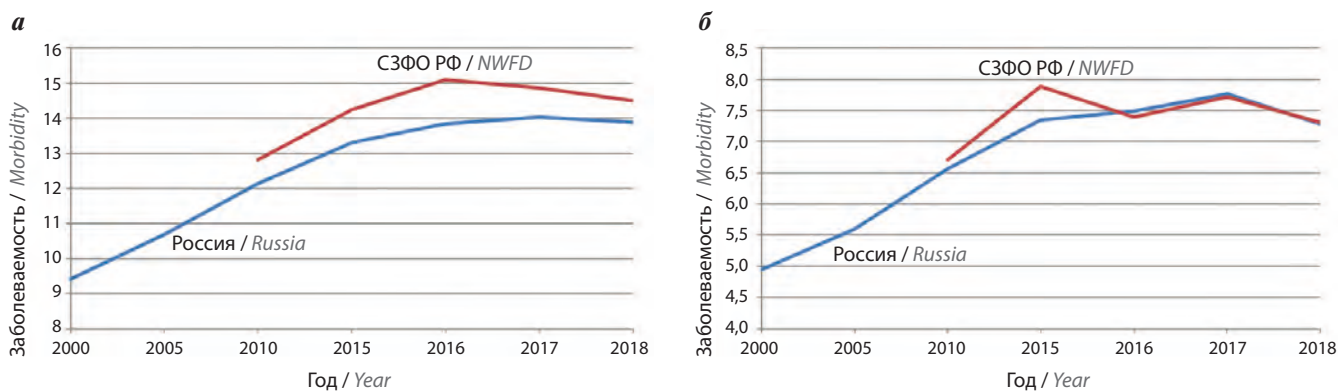 а
Заболеваемость / Morbidity
16
15
14
13
12
11
10
9
8
СЗФО РФ / NWFD
Россия / Russia
2000 2005 2010 2015 2016 2017 2018
Год / Year
б
Заболеваемость / Morbidity
8,5
8,0
7,5
7,0
6,5
6,0
5,5
5,0
4,5
4,0
СЗФО РФ / NWFD
Россия / Russia
2000 2005 2010 2015 2016 2017 2018
Год / Year